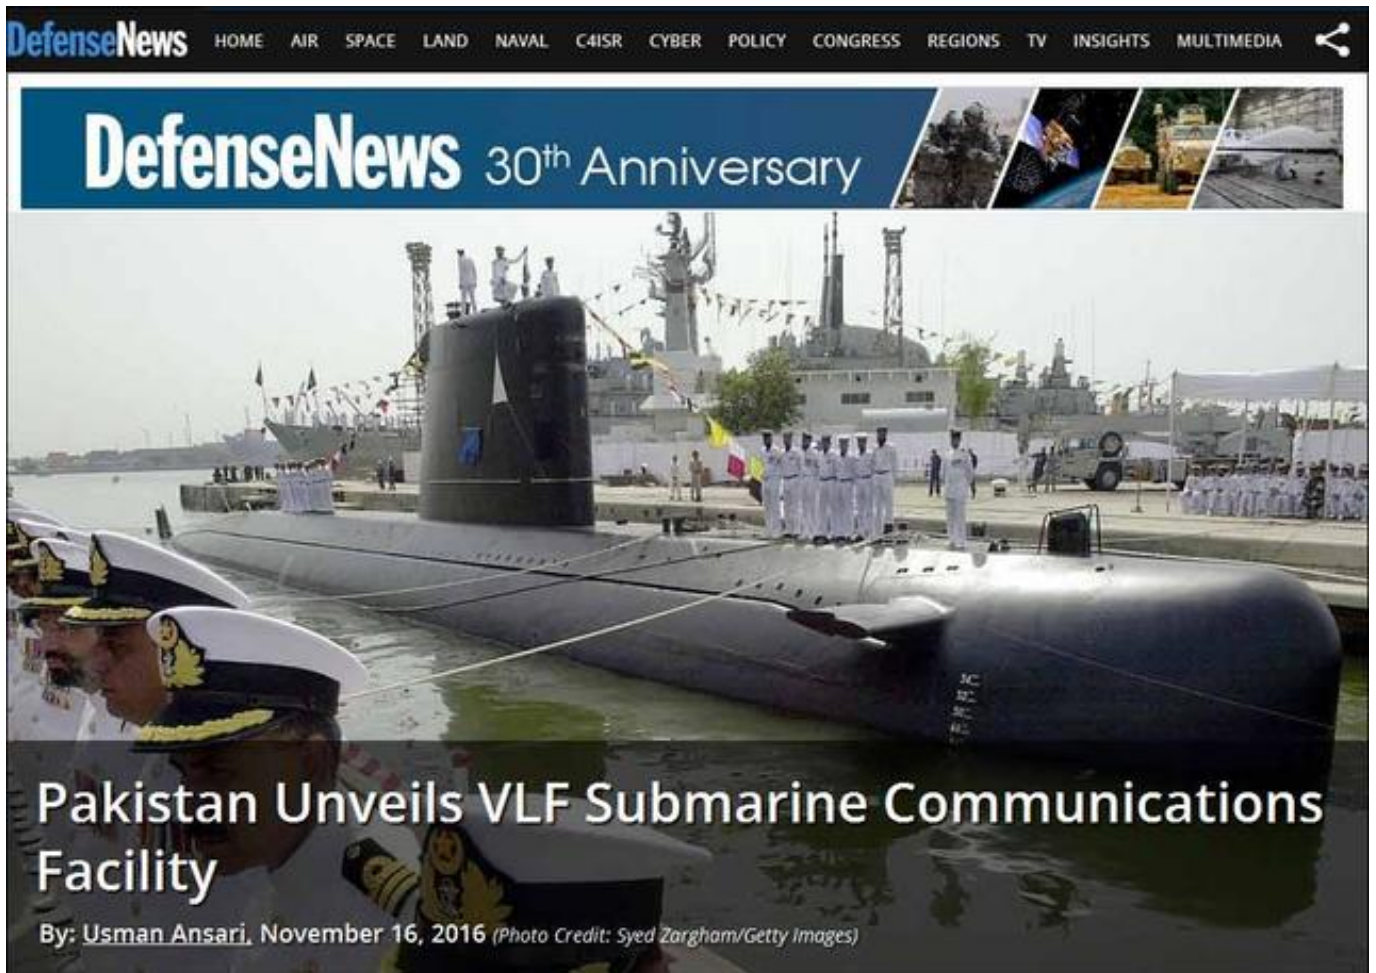 DefenseNews HOME AIR SPACE LAND NAVAL C4ISR CYBER POLICY CONGRESS REGIONS TV INSIGHTS MULTIMEDIA
DefenseNews 30th Anniversary
Pakistan Unveils VLF Submarine Communications
Facility
By: Usman Ansari, November 16, 2016 (Photo Credit: Syed Zargham/Getty Images)